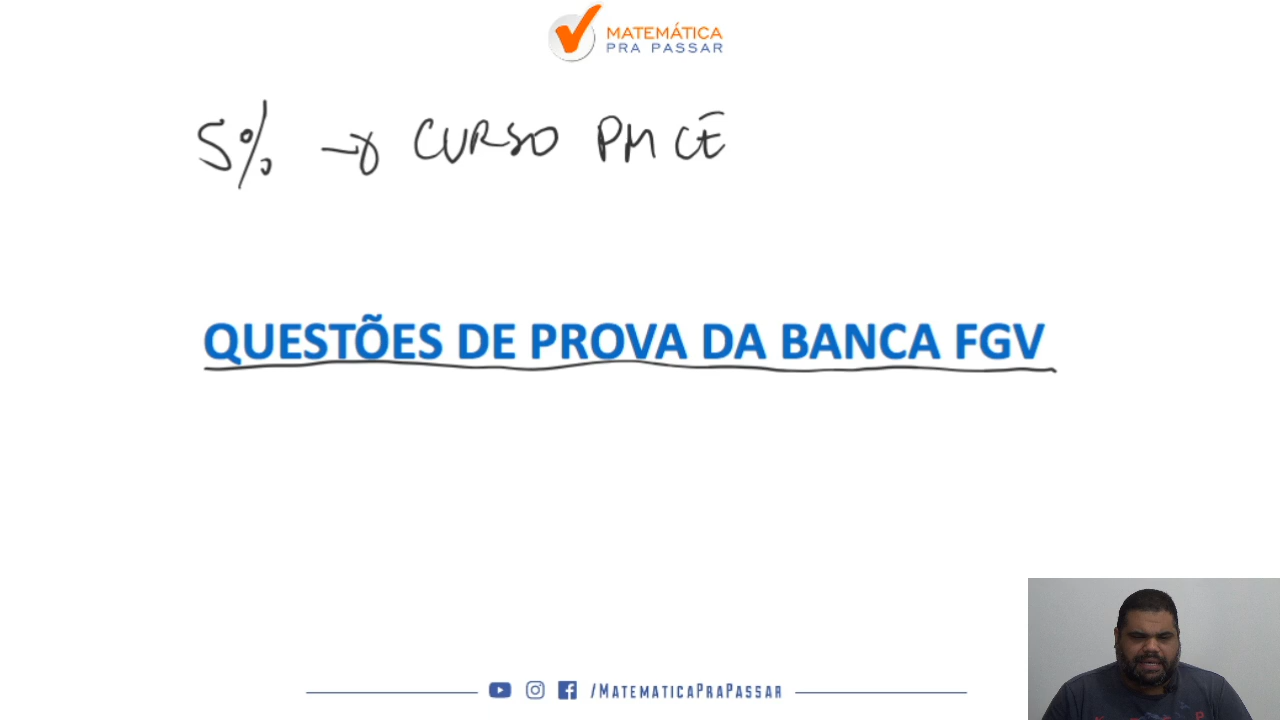 MATEMÁTICA
PRA PASSAR
5% → CURSO PM CE
QUESTÕES DE PROVA DA BANCA FGV
/MATEMATICAPRAPASSAR